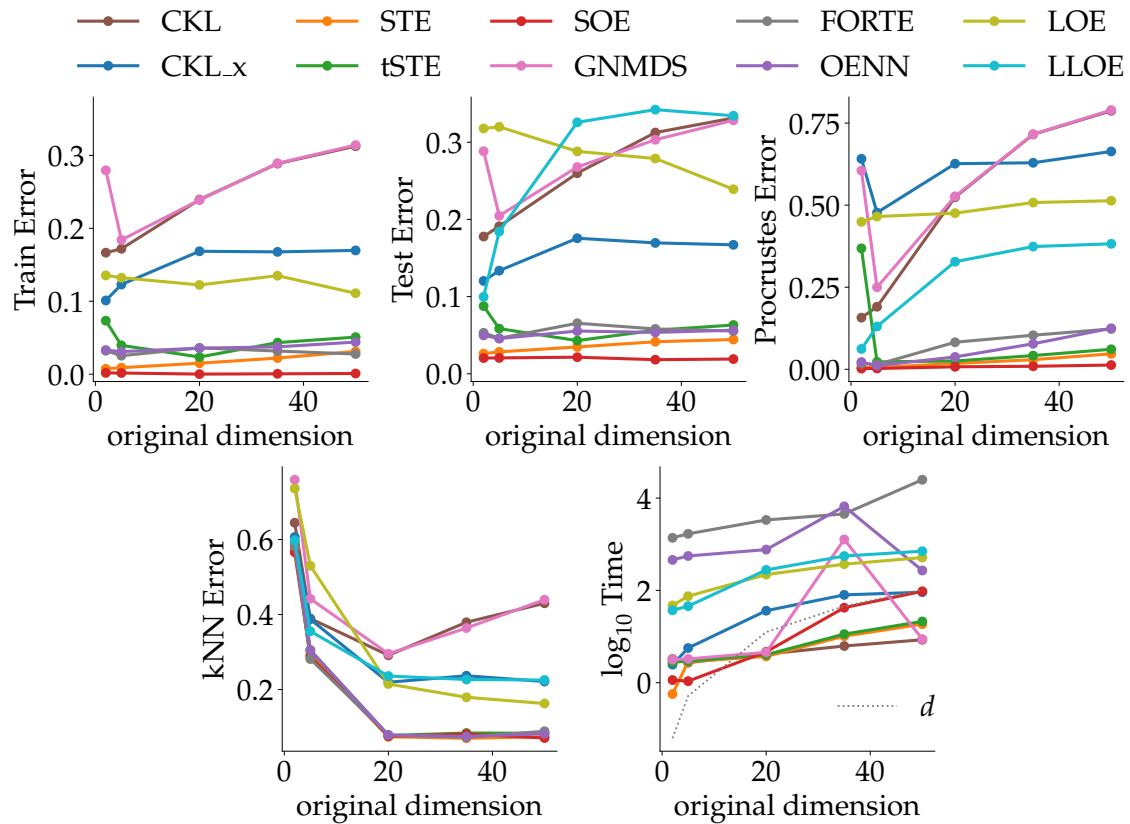 CKL STE SOE FORTE LOE
CKL_x tSTE GNMDS OENN LLOE
Train Error
0.3
0.2
0.1
0.0
0 20 40
original dimension
Test Error
0.3
0.2
0.1
0.0
0 20 40
original dimension
Procrustes Error
0.75
0.50
0.25
0.00
0 20 40
original dimension
kNN Error
0.6
0.4
0.2
0 20 40
original dimension
log₁₀ Time
4
2
0
d
0 20 40
original dimension